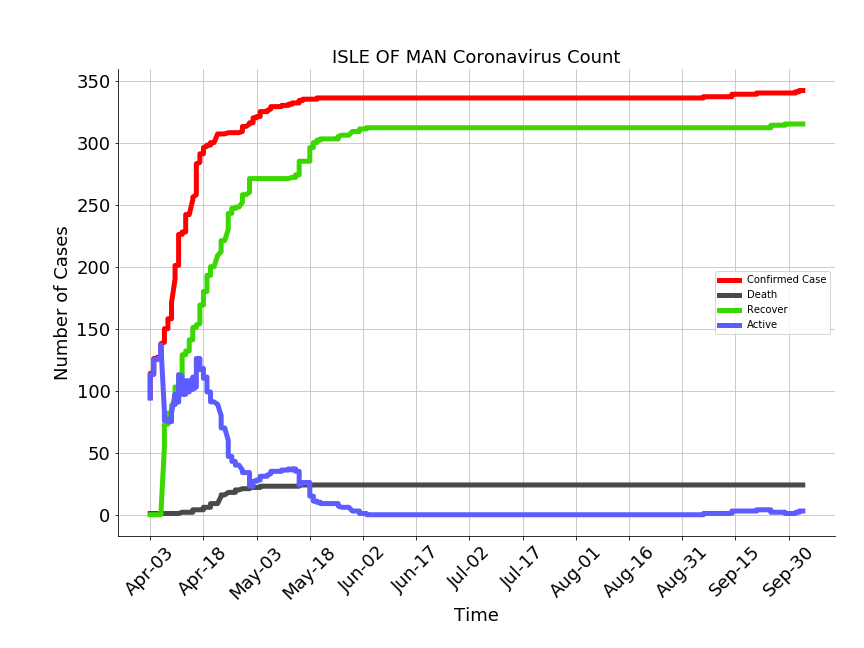 ISLE OF MAN Coronavirus Count
Number of Cases
350
300
250
200
150
100
50
0
Confirmed Case
Death
Recover
Active
Apr-03
Apr-18
May-03
May-18
Jun-02
Jun-17
Jul-02
Jul-17
Aug-01
Aug-16
Aug-31
Sep-15
Sep-30
Time